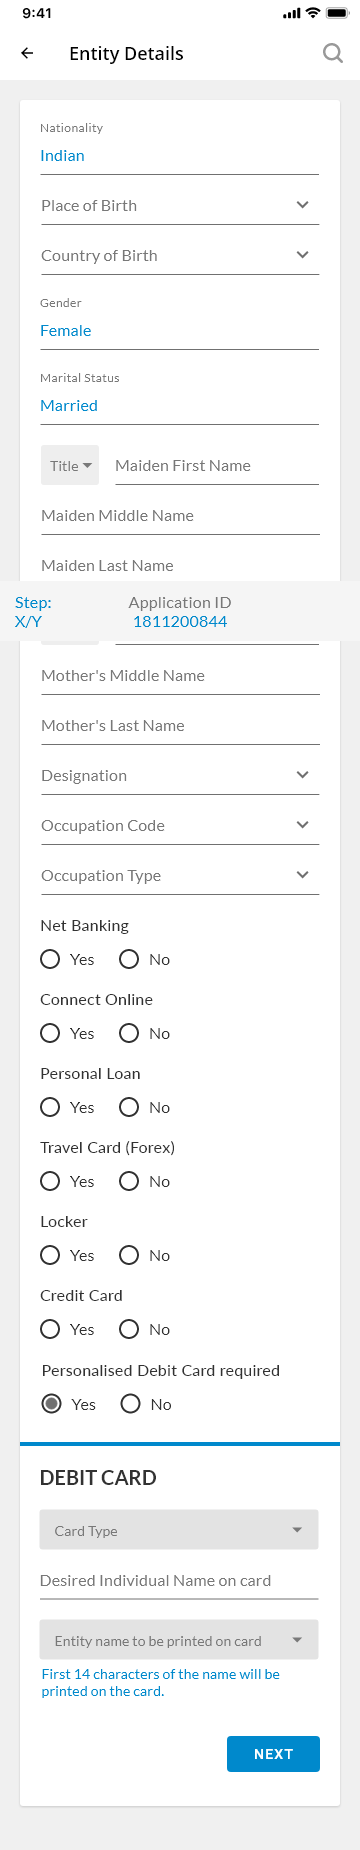 9:41
Entity Details
Nationality
Indian
Place of Birth
Country of Birth
Gender
Female
Marital Status
Married
Title Maiden First Name
Maiden Middle Name
Maiden Last Name
Step: Application ID
X/Y 1811200844
Mother's Middle Name
Mother's Last Name
Designation
Occupation Code
Occupation Type
Net Banking
Yes No
Connect Online
Yes No
Personal Loan
Yes No
Travel Card (Forex)
Yes No
Locker
Yes No
Credit Card
Yes No
Personalised Debit Card required
Yes No
DEBIT CARD
Card Type
Desired Individual Name on card
Entity name to be printed on card
First 14 characters of the name will be
printed on the card.
NEXT